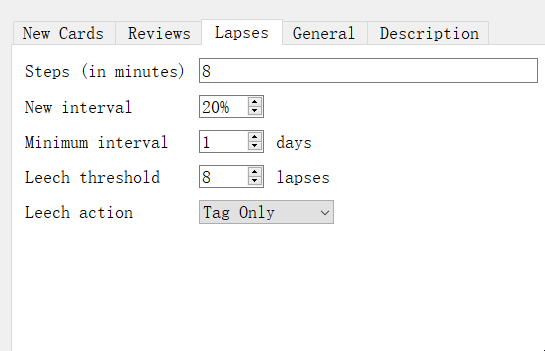 New Cards Reviews Lapses General Description
Steps (in minutes) 8
New interval 20%
Minimum interval 1 days
Leech threshold 8 lapses
Leech action Tag Only